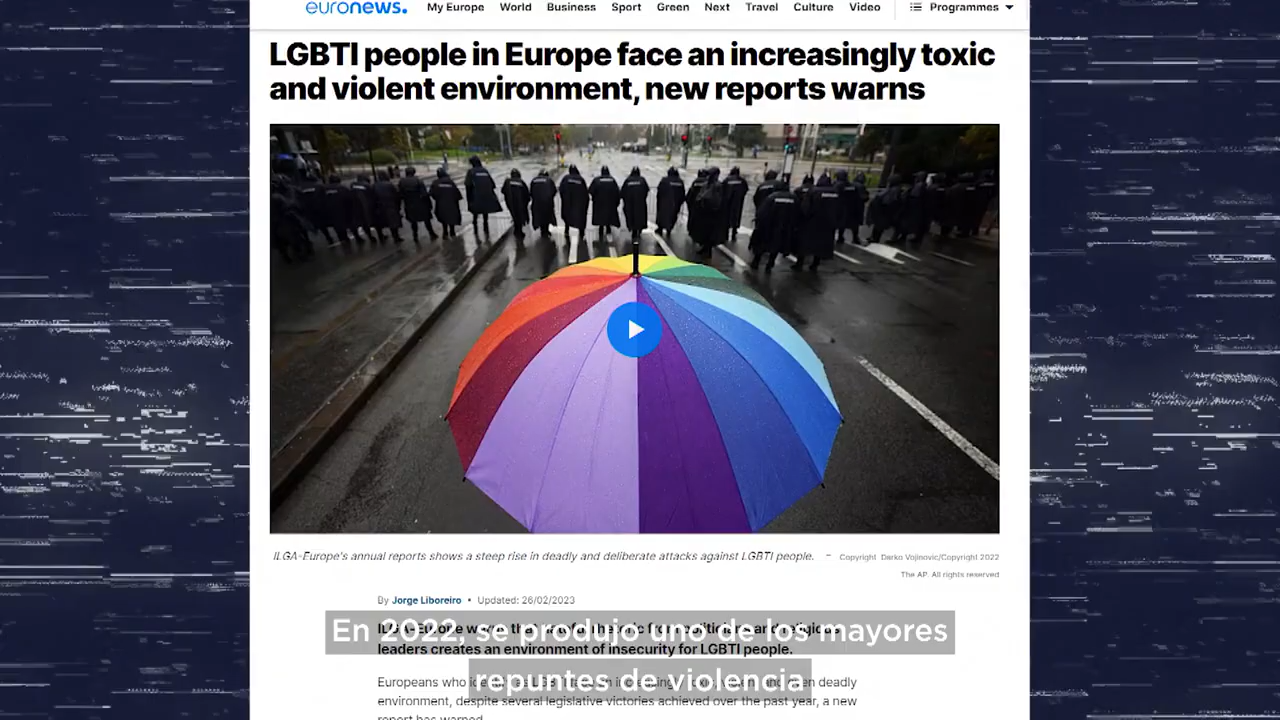 euronews.
My Europe World Business Sport Green Next Travel Culture Video Programmes
LGBTI people in Europe face an increasingly toxic
and violent environment, new reports warns
ILGA-Europe's annual reports shows a steep rise in deadly and deliberate attacks against LGBTI people. - Copyright Darko Vojinovic/Copyright 2022
The AP. All rights reserved
By Jorge Liboreiro • Updated: 26/02/2023
En 2022, se produjo uno de los mayores
leaders creates an environment of insecurity for LGBTI people.
repuntes de violencia
Europeans who deadly
environment, despite several legislative victories achieved over the past year, a new
report has warned